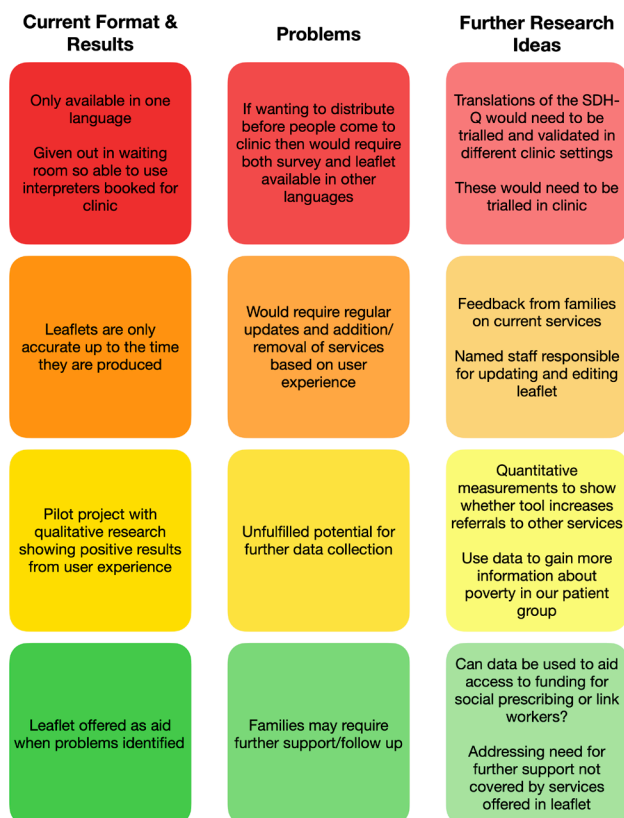 Current Format &
Results
Problems
Further Research
Ideas
Only available in one
language
Given out in waiting
room so able to use
interpreters booked for
clinic
If wanting to distribute
before people come to
clinic then would require
both survey and leaflet
available in other
languages
Translations of the SDH-
Q would need to be
trialled and validated in
different clinic settings
These would need to be
trialled in clinic
Leaflets are only
accurate up to the time
they are produced
Would require regular
updates and addition/
removal of services
based on user
experience
Feedback from families
on current services
Named staff responsible
for updating and editing
leaflet
Pilot project with
qualitative research
showing positive results
from user experience
Unfulfilled potential for
further data collection
Quantitative
measurements to show
whether tool increases
referrals to other services
Use data to gain more
information about
poverty in our patient
group
Leaflet offered as aid
when problems identified
Families may require
further support/follow up
Can data be used to aid
access to funding for
social prescribing or link
workers?
Addressing need for
further support not
covered by services
offered in leaflet